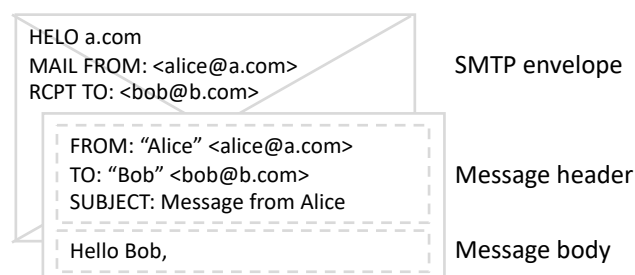 HELO a.com
MAIL FROM: <alice@a.com>
RCPT TO: <bob@b.com>
SMTP envelope
FROM: “Alice” <alice@a.com>
TO: “Bob” <bob@b.com>
SUBJECT: Message from Alice
Message header
Hello Bob,
Message body